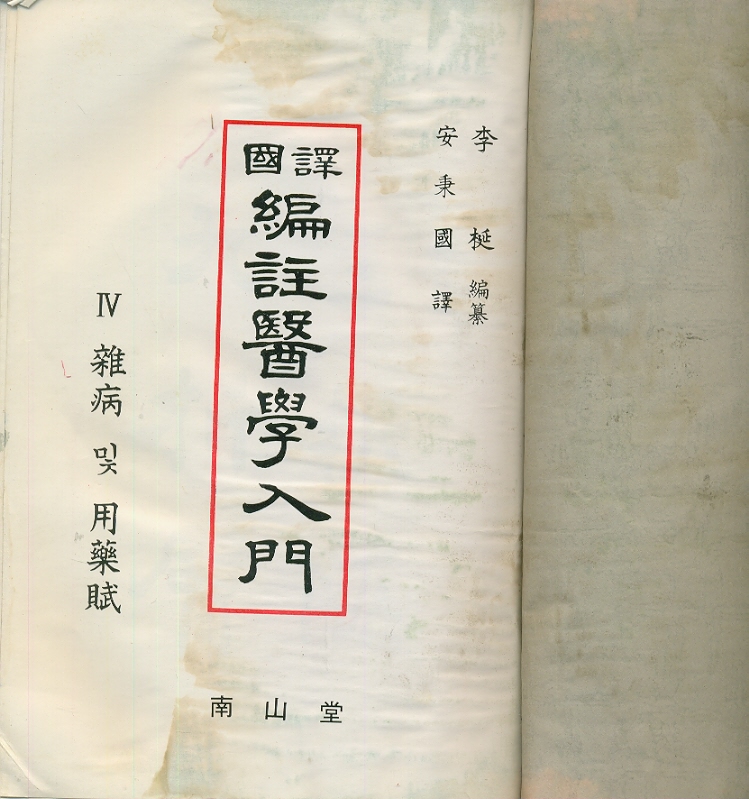 李梴 編纂
安秉國 譯
國譯
編註醫學入門
Ⅳ 雜病 및 用藥賦
南山堂